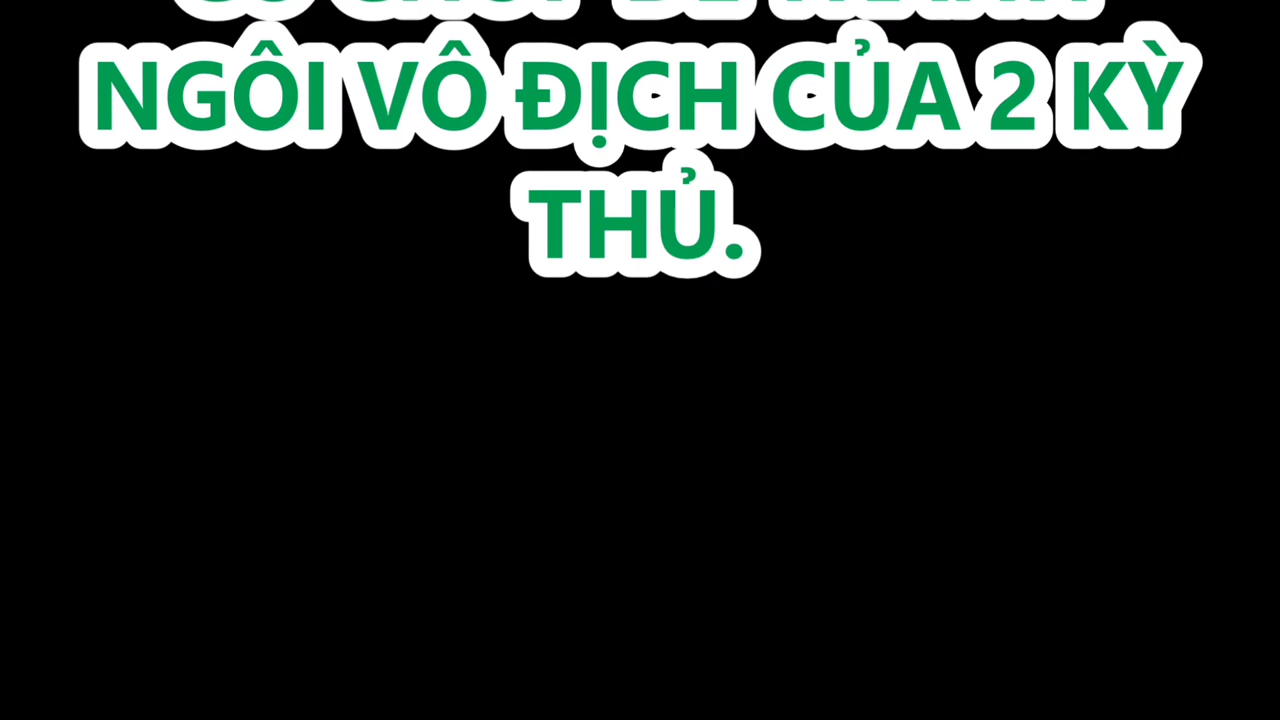 NGÔI VÔ ĐỊCH CỦA 2 KỲ
THỦ.